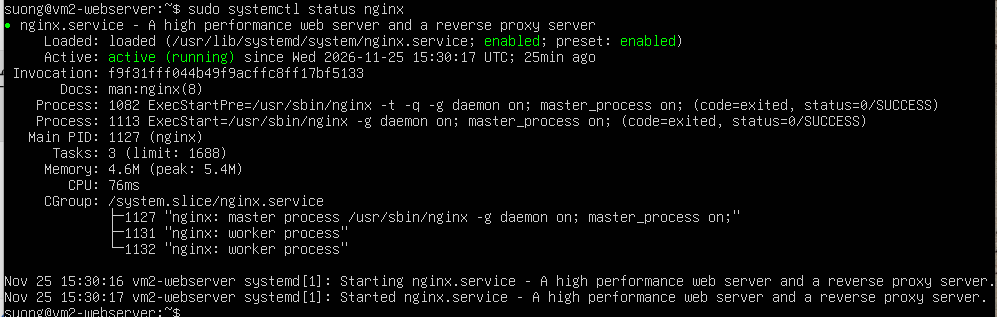 suong@vm2-webserver:~$ sudo systemctl status nginx
● nginx.service - A high performance web server and a reverse proxy server
Loaded: loaded (/usr/lib/systemd/system/nginx.service; enabled; preset: enabled)
Active: active (running) since Wed 2026-11-25 15:30:17 UTC; 25min ago
Invocation: f9f31fff044b49f9acffc8ff17bf5133
Docs: man:nginx(8)
Process: 1082 ExecStartPre=/usr/sbin/nginx -t -q -g daemon on; master_process on; (code=exited, status=0/SUCCESS)
Process: 1113 ExecStart=/usr/sbin/nginx -g daemon on; master_process on; (code=exited, status=0/SUCCESS)
Main PID: 1127 (nginx)
Tasks: 3 (limit: 1688)
Memory: 4.6M (peak: 5.4M)
CPU: 76ms
CGroup: /system.slice/nginx.service
├─1127 "nginx: master process /usr/sbin/nginx -g daemon on; master_process on;"
├─1131 "nginx: worker process"
└─1132 "nginx: worker process"
Nov 25 15:30:16 vm2-webserver systemd[1]: Starting nginx.service - A high performance web server and a reverse proxy server...
Nov 25 15:30:17 vm2-webserver systemd[1]: Started nginx.service - A high performance web server and a reverse proxy server.
suong@vm2-webserver:~$